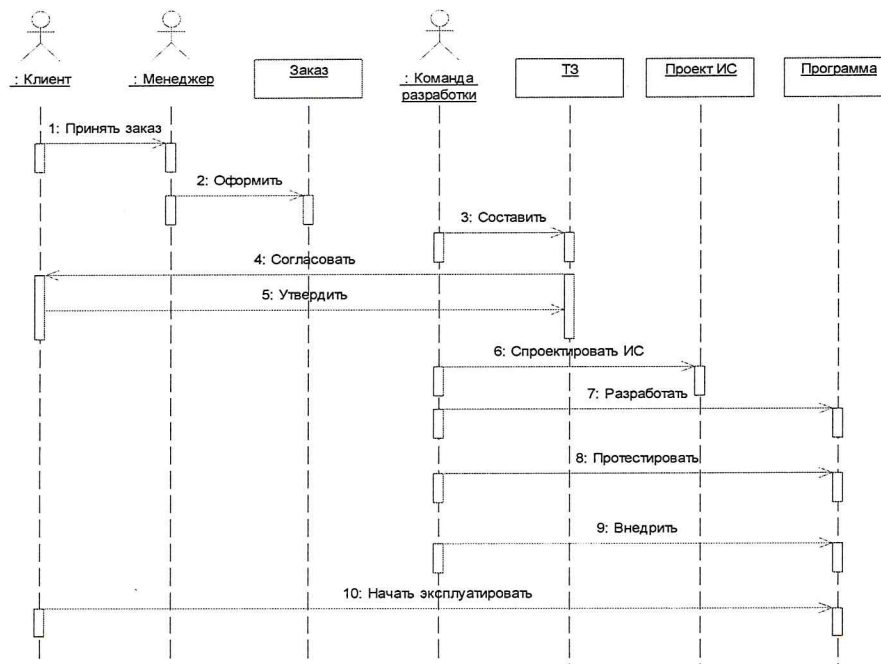 : Клиент
: Менеджер
Заказ
: Команда
разработки
ТЗ
Проект ИС
Программа
1: Принять заказ
2: Оформить
3: Составить
4: Согласовать
5: Утвердить
6: Спроектировать ИС
7: Разработать
8: Протестировать
9: Внедрить
10: Начать эксплуатировать